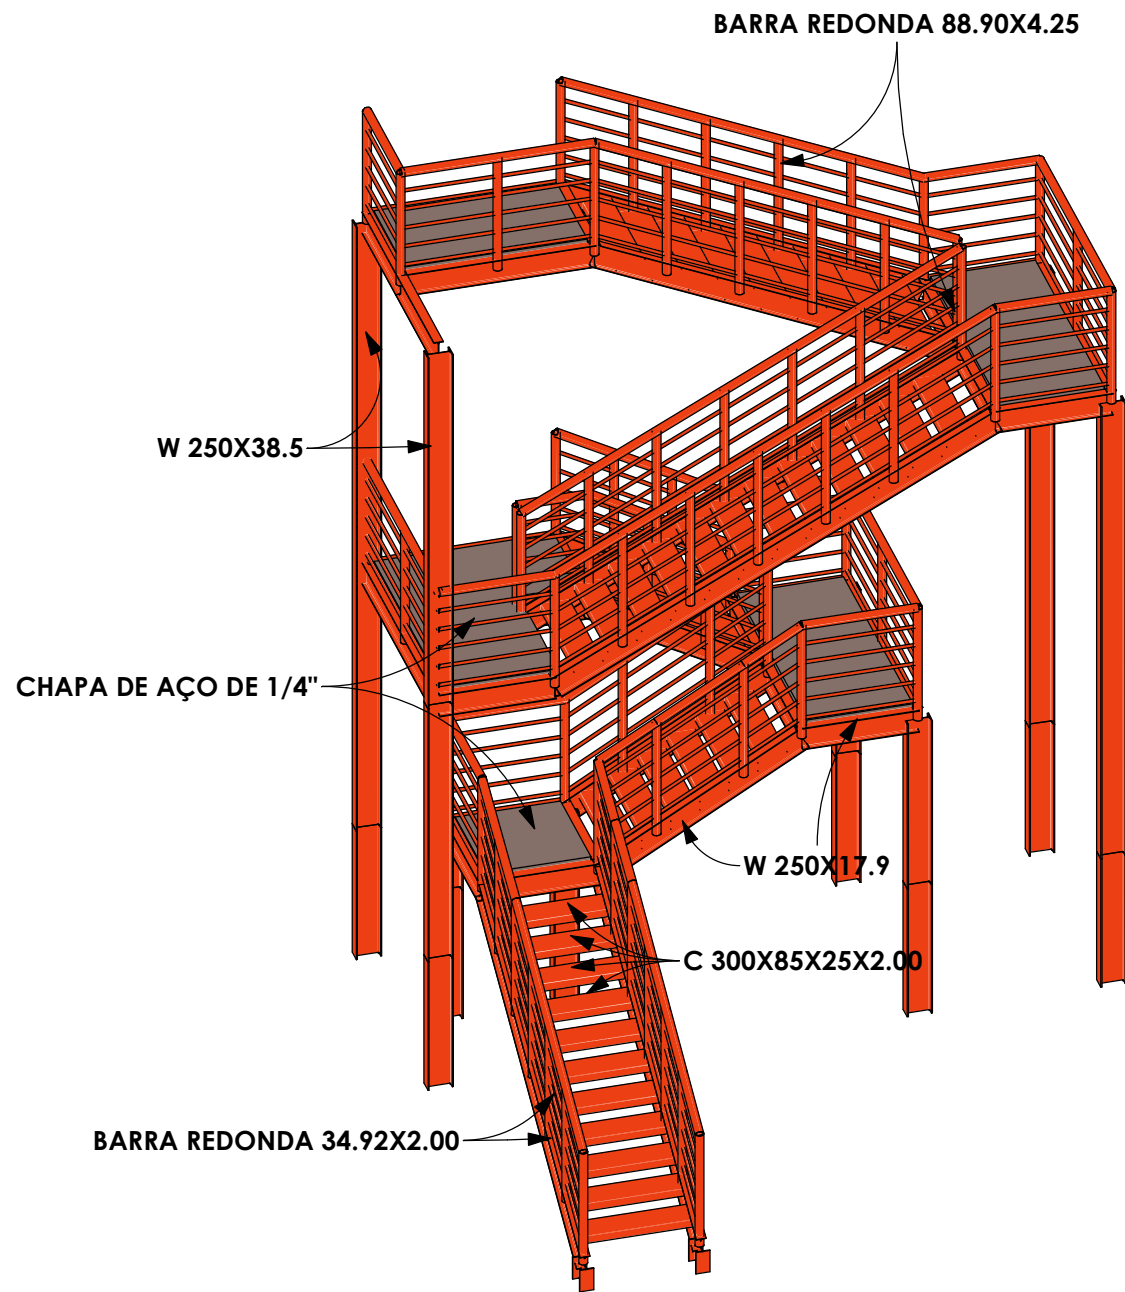 BARRA REDONDA 88.90X4.25
W 250X38.5
CHAPA DE AÇO DE 1/4"
W 250X17.9
C 300X85X25X2.00
BARRA REDONDA 34.92X2.00